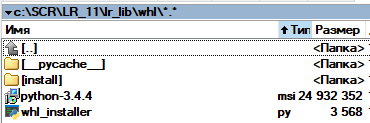 c:\SCR\LR_11\lr_lib\whl\*.*
Имя Тип Размер
[..] <Папка>
[__pycache__] <Папка>
[install] <Папка>
python-3.4.4 msi 24 932 352
whl_installer py 3 568